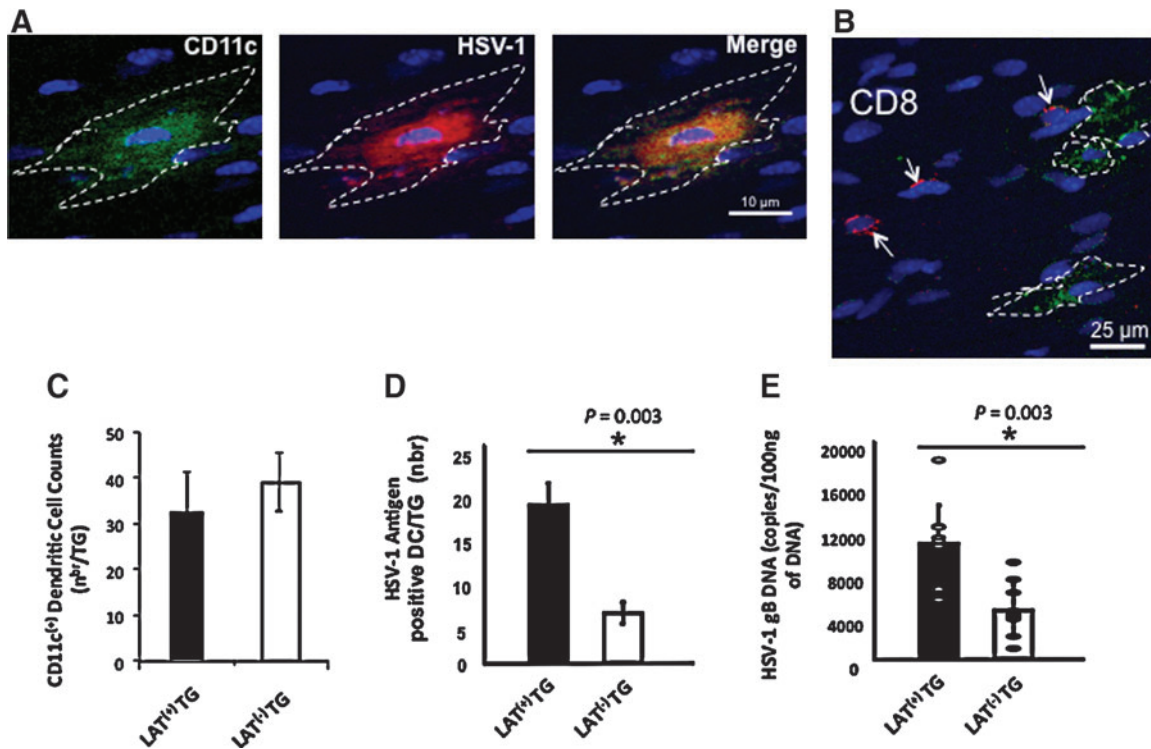 A
CD11c
HSV-1
Merge
10 µm
B
CD8
25 µm
C
CD11c(+) Dendritic Cell Counts
(nbr/TG)
50
40
30
20
10
0
LAT(+)TG
LAT(-)TG
D
P = 0.003
*
HSV-1 Antigen
positive DC/TG (nbr)
25
20
15
10
5
0
LAT(+)TG
LAT(-)TG
E
P = 0.003
*
HSV-1 gB DNA (copies/100ng
of DNA)
20000
16000
12000
8000
4000
0
LAT(+)TG
LAT(-)TG